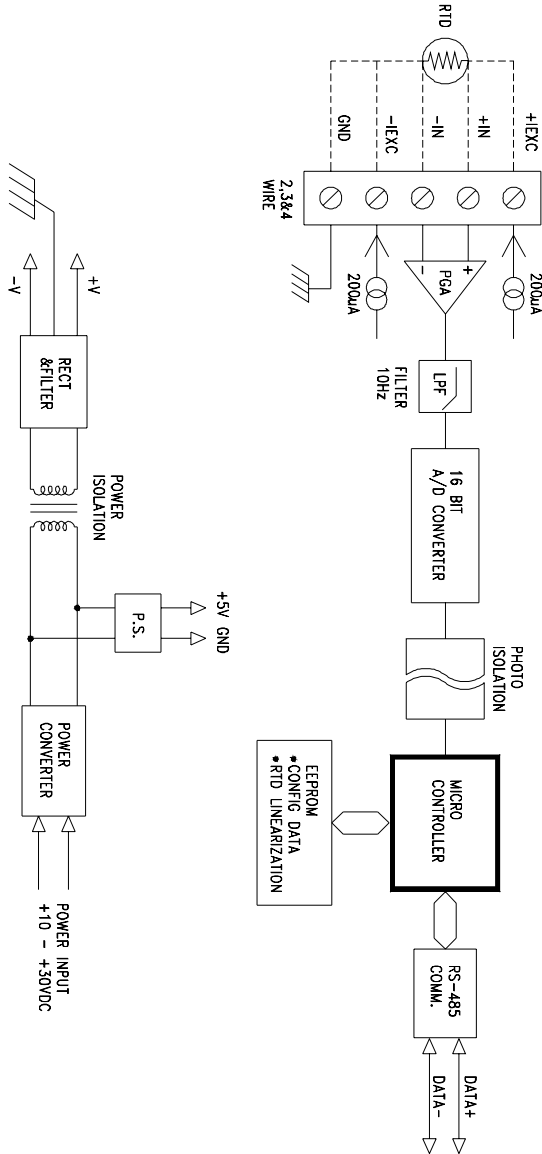 RTD
+IEXC
+IN
-IN
-IEXC
GND
2,3&4
WIRE
200uA
200uA
+
-
PGA
LPF
FILTER
10Hz
16 BIT
A/D CONVERTER
PHOTO
ISOLATION
MICRO
CONTROLLER
EEPROM
*CONFIG DATA
*RTD LINEARIZATION
RS-485
COMM.
DATA+
DATA-
+V
-V
RECT
&FILTER
POWER
ISOLATION
+5V GND
P.S.
POWER
CONVERTER
POWER INPUT
+10 - +30VDC